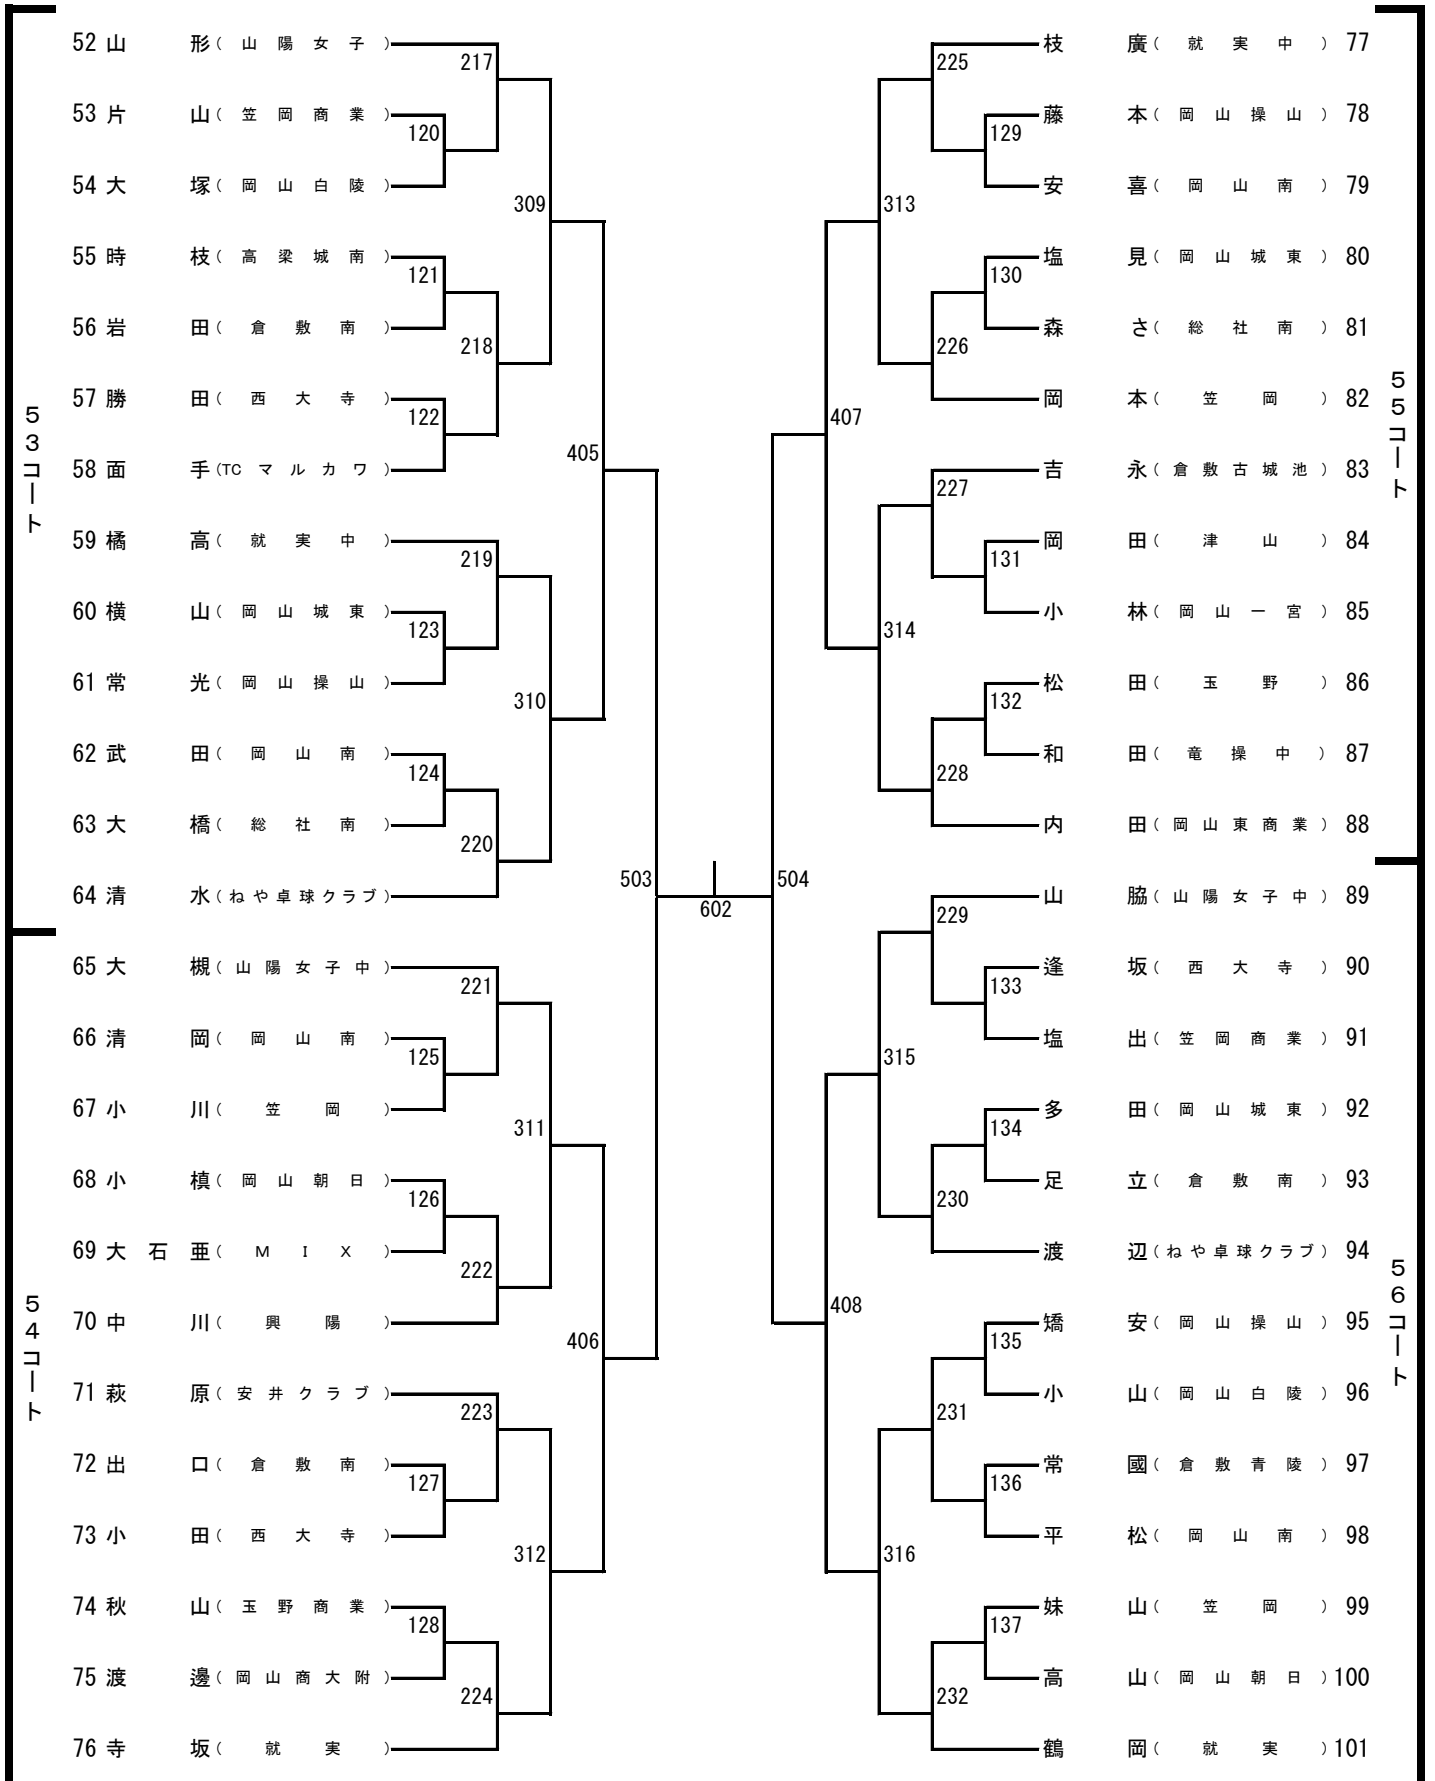 52 山形(山陽女子)
53 片山(笠岡商業)
54 大塚(岡山白陵)
55 時枝(高梁城南)
56 岩田(倉敷南)
57 勝田(西大寺)
58 面手(TCマルカワ)
59 橘高(就実中)
60 横山(岡山城東)
61 常光(岡山操山)
62 武田(岡山南)
63 大橋(総社南)
64 清水(ねや卓球クラブ)
53コート
65 大槻(山陽女子中)
66 清岡(岡山南)
67 小川(笠岡)
68 小槙(岡山朝日)
69 大石亜(MIX)
70 中川(興陽)
71 萩原(安井クラブ)
72 出口(倉敷南)
73 小田(西大寺)
74 秋山(玉野商業)
75 渡邊(岡山商大附)
76 寺坂(就実)
54コート
217
120
309
121
218
122
405
219
123
310
124
220
503
221
125
311
126
222
406
223
127
312
128
224
602
504
225
129
313
130
226
407
227
131
314
132
228
229
133
315
134
230
408
135
231
136
316
137
232
枝廣(就実中) 77
藤本(岡山操山) 78
安喜(岡山南) 79
塩見(岡山城東) 80
森さ(総社南) 81
岡本(笠岡) 82
吉永(倉敷古城池) 83
岡田(津山) 84
小林(岡山一宮) 85
松田(玉野) 86
和田(竜操中) 87
内田(岡山東商業) 88
55コート
山脇(山陽女子中) 89
逢坂(西大寺) 90
塩出(笠岡商業) 91
多田(岡山城東) 92
足立(倉敷南) 93
渡辺(ねや卓球クラブ) 94
矯安(岡山操山) 95
小山(岡山白陵) 96
常國(倉敷青陵) 97
平松(岡山南) 98
妹山(笠岡) 99
高山(岡山朝日) 100
鶴岡(就実) 101
56コート